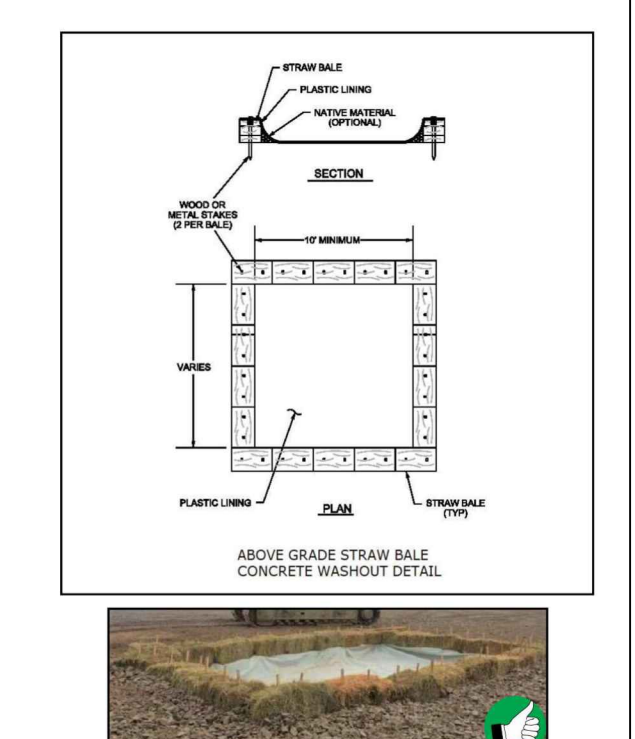 STRAW BALE
PLASTIC LINING
NATIVE MATERIAL
(OPTIONAL)
SECTION
WOOD OR
METAL STAKES
(2 PER BALE)
10' MINIMUM
VARIES
PLASTIC LINING
PLAN
STRAW BALE
(TYP)
ABOVE GRADE STRAW BALE
CONCRETE WASHOUT DETAIL